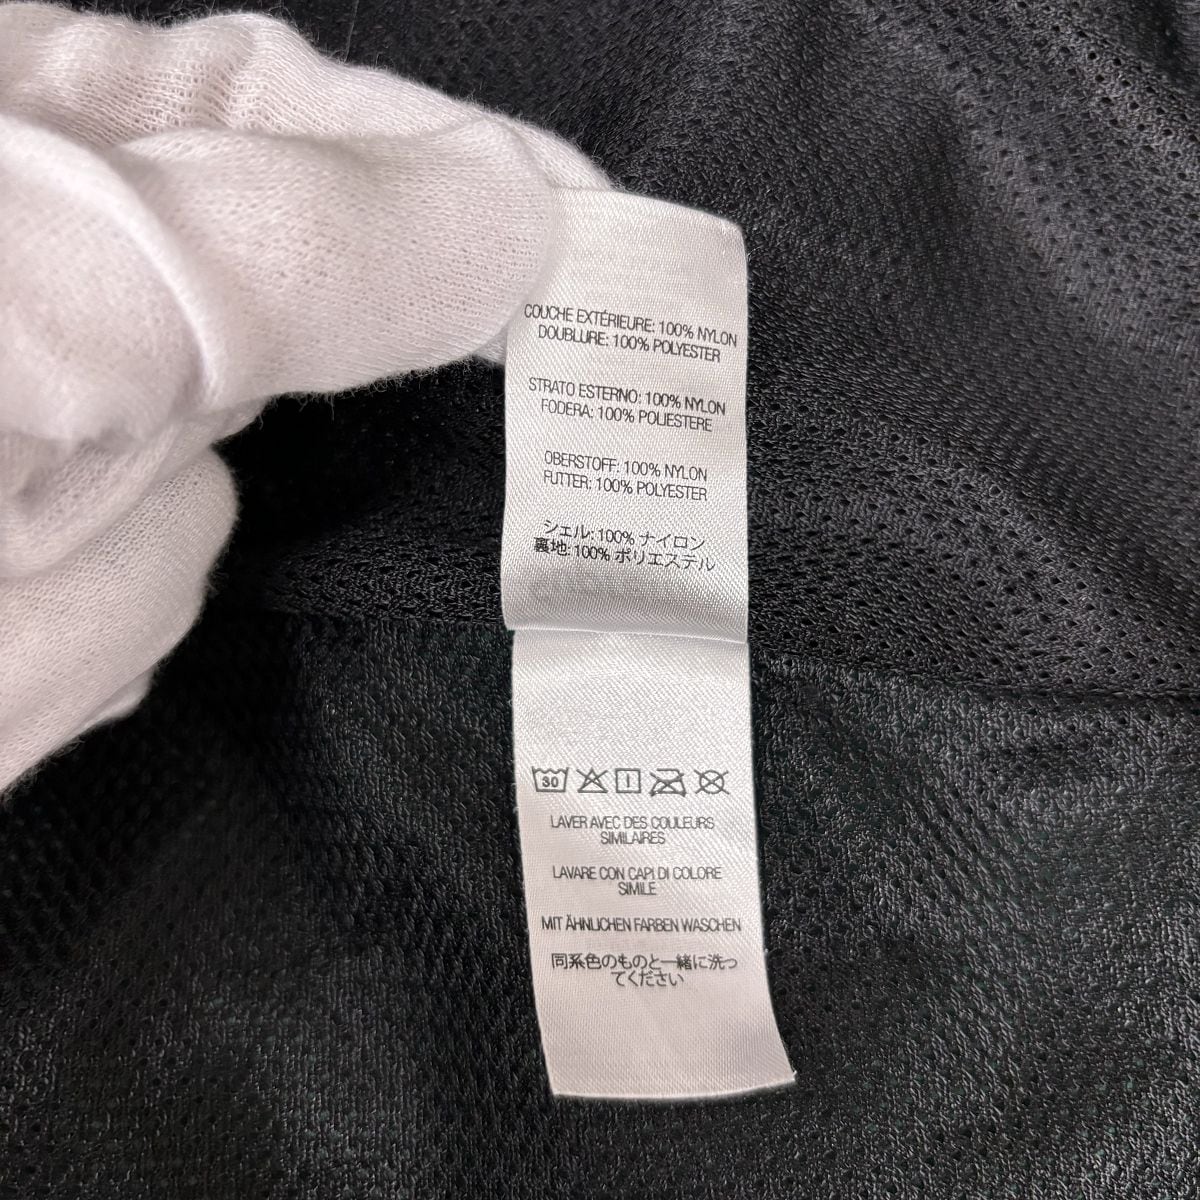 COUCHE EXTÉRIEURE: 100% NYLON
DOUBLURE: 100% POLYESTER
STRATO ESTERNO: 100% NYLON
FODERA: 100% POLIESTERE
OBERSTOFF: 100% NYLON
FUTTER: 100% POLYESTER
シェル: 100% ナイロン
裏地: 100% ポリエステル
30
LAVER AVEC DES COULEURS
SIMILAIRES
LAVARE CON CAPI DI COLORE
SIMILE
MIT ÄHNLICHEN FARBEN WASCHEN
同系色のものと一緒に洗っ
てください